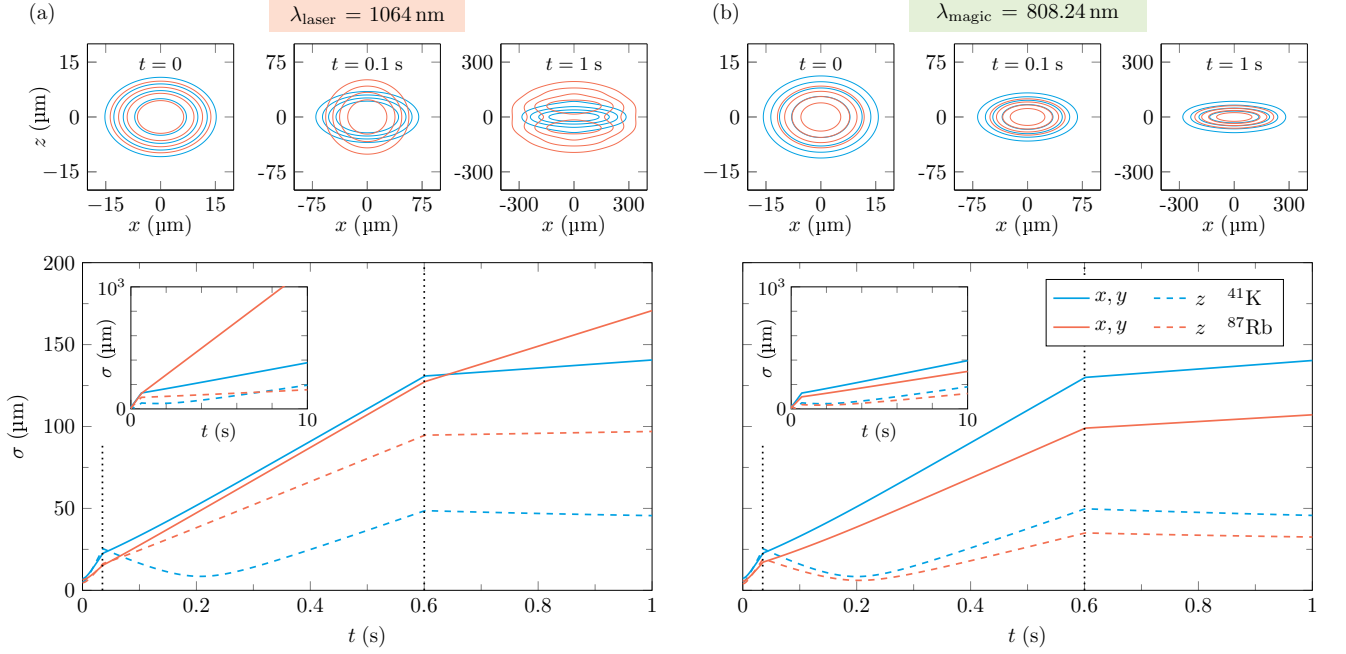 (a)
λlaser = 1064 nm
(b)
λmagic = 808.24 nm
t = 0
t = 0.1 s
t = 1 s
t = 0
t = 0.1 s
t = 1 s
15
0
−15
z (µm)
−15 0 15
x (µm)
75
0
-75
-75 0 75
x (µm)
300
0
-300
-300 0 300
x (µm)
15
0
−15
−15 0 15
x (µm)
75
0
-75
-75 0 75
x (µm)
300
0
-300
-300 0 300
x (µm)
200
150
100
50
0
σ (µm)
0 0.2 0.4 0.6 0.8 1
t (s)
10³
0
σ (µm)
0 10
t (s)
10³
0
σ (µm)
0 10
t (s)
x, y z ⁴¹K
x, y z ⁸⁷Rb
0 0.2 0.4 0.6 0.8 1
t (s)